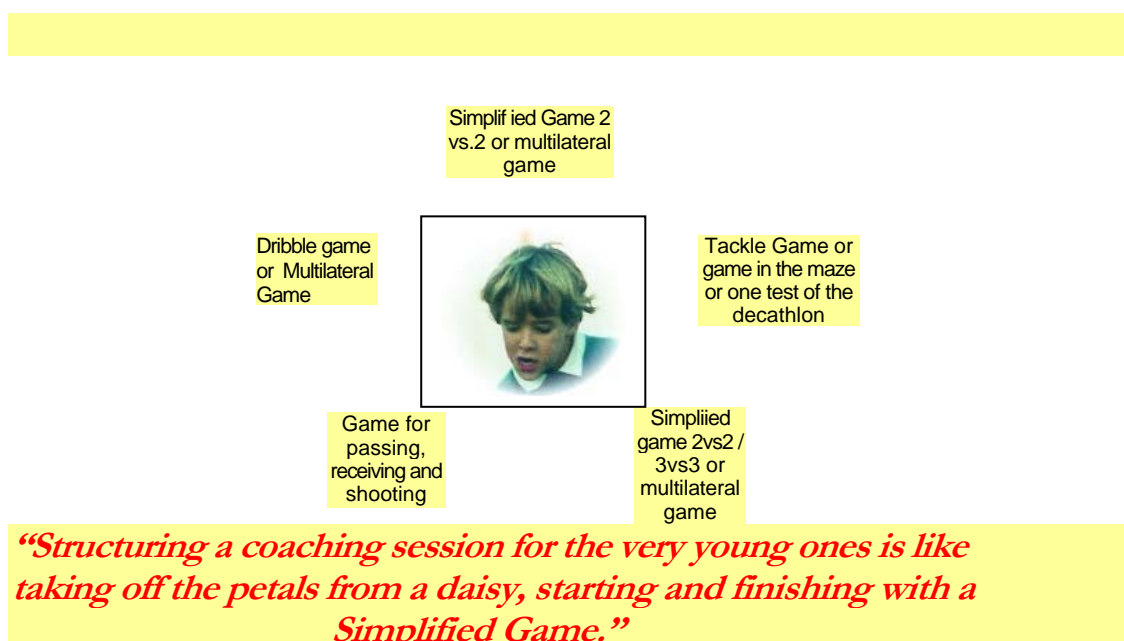 Simplif ied Game 2
vs.2 or multilateral
game
Dribble game
or Multilateral
Game
Tackle Game or
game in the maze
or one test of the
decathlon
Game for
passing,
receiving and
shooting
Simpliied
game 2vs2 /
3vs3 or
multilateral
game
“Structuring a coaching session for the very young ones is like
taking off the petals from a daisy, starting and finishing with a
Simplified Game.”